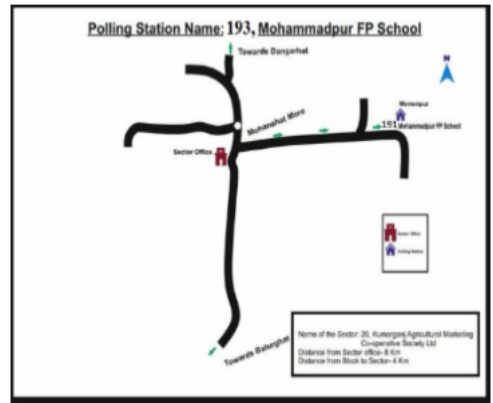 Polling Station Name: 193, Mohammadpur FP School
Towards Dangarhat
N
Mohanahat More
Mamanpur
191 Mohammadpur FP School
Sector Office
Sector Office
Polling Station
Towards Balurghat
Name of the Sector: 20, Kumarganj Agricultural Marketing
Co-operative Society Ltd
Distance from Sector office- 8 Km
Distance from Block to Sector- 4 Km